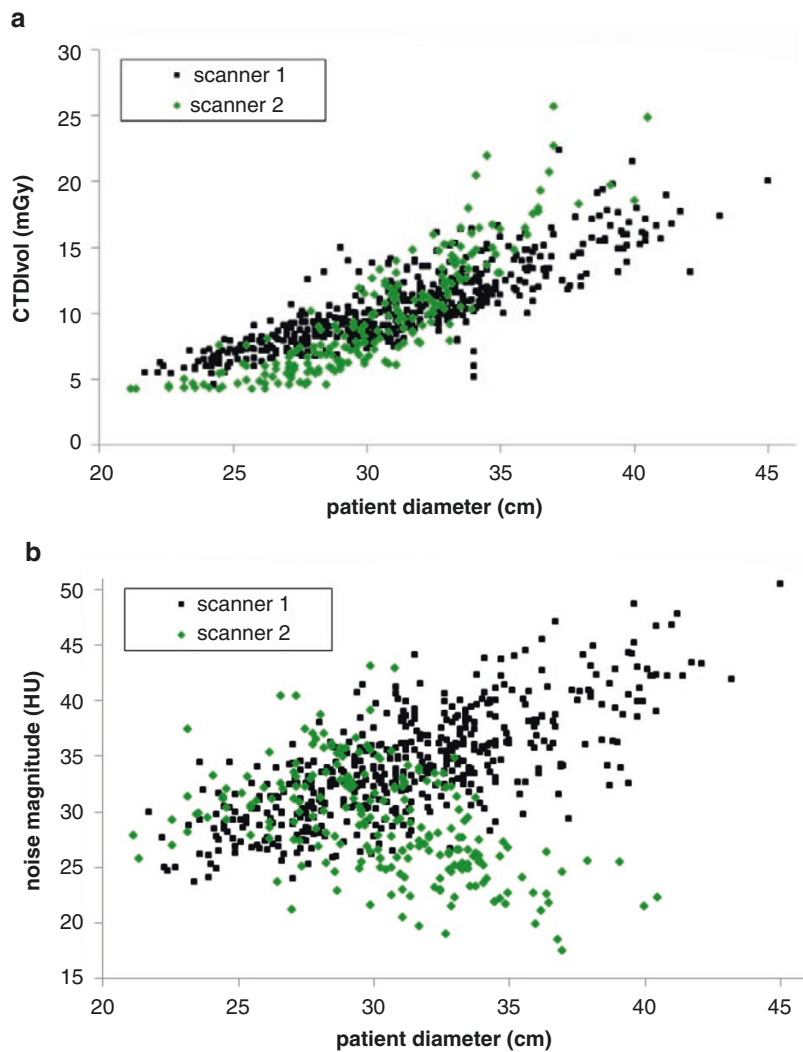 a
30
scanner 1
scanner 2
25
20
15
10
5
0
CTDIvol (mGy)
20 25 30 35 40 45
patient diameter (cm)
b
50
scanner 1
scanner 2
45
40
35
30
25
20
15
noise magnitude (HU)
20 25 30 35 40 45
patient diameter (cm)